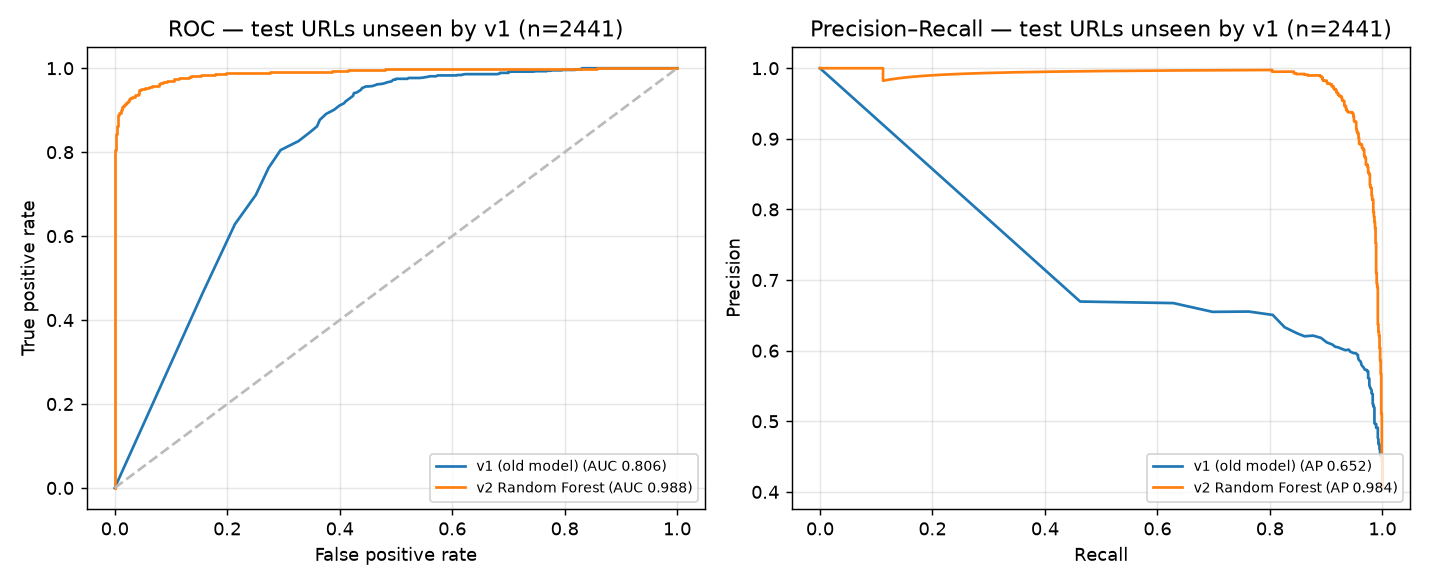 ROC — test URLs unseen by v1 (n=2441)
True positive rate
1.0
0.8
0.6
0.4
0.2
0.0
0.0 0.2 0.4 0.6 0.8 1.0
False positive rate
v1 (old model) (AUC 0.806)
v2 Random Forest (AUC 0.988)
Precision–Recall — test URLs unseen by v1 (n=2441)
Precision
1.0
0.9
0.8
0.7
0.6
0.5
0.4
0.0 0.2 0.4 0.6 0.8 1.0
Recall
v1 (old model) (AP 0.652)
v2 Random Forest (AP 0.984)